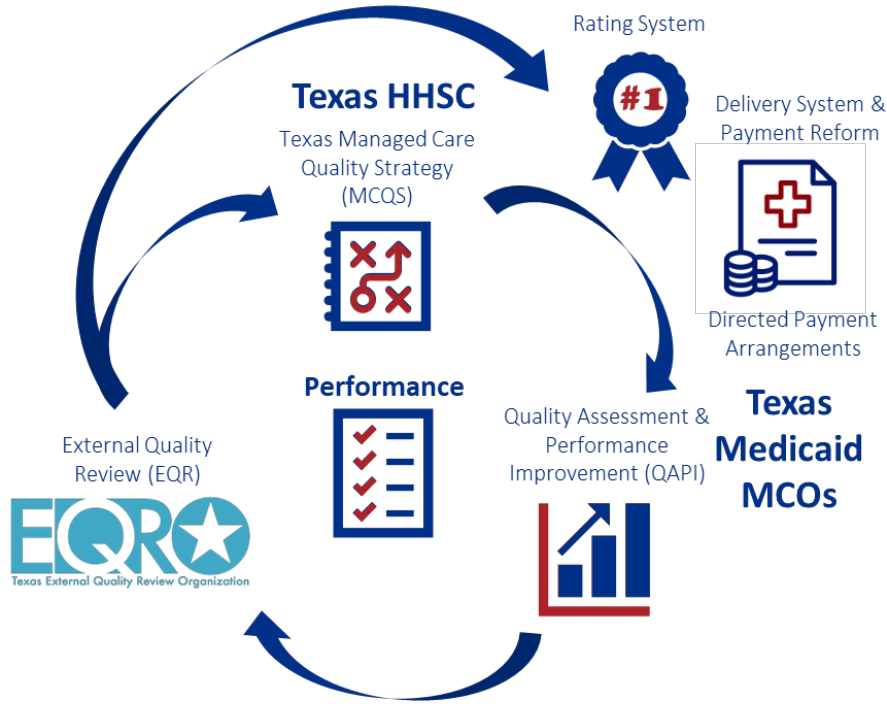 Rating System
#1
Texas HHSC
Texas Managed Care
Quality Strategy
(MCQS)
Delivery System &
Payment Reform
Directed Payment
Arrangements
Performance
Quality Assessment &
Performance
Improvement (QAPI)
Texas
Medicaid
MCOs
External Quality
Review (EQR)
EQRO
Texas External Quality Review Organization